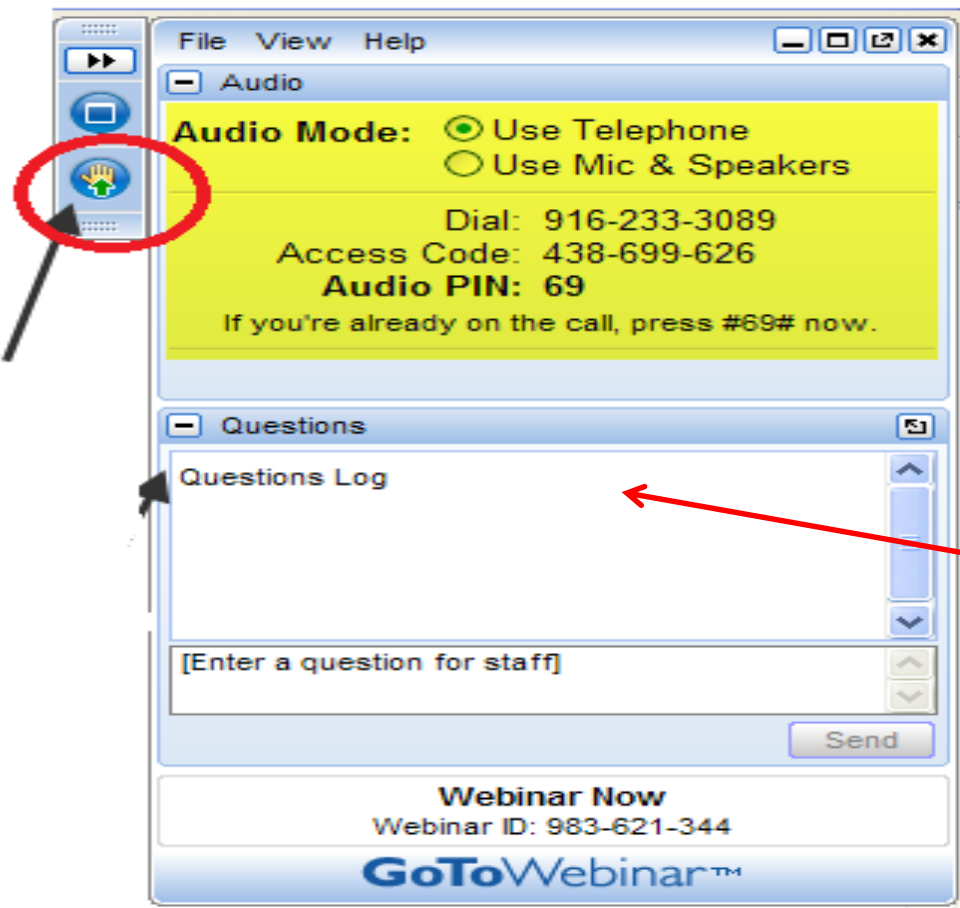 File View Help
Audio
Audio Mode: Use Telephone
Use Mic & Speakers
Dial: 916-233-3089
Access Code: 438-699-626
Audio PIN: 69
If you're already on the call, press #69# now.
Questions
Questions Log
[Enter a question for staff]
Send
Webinar Now
Webinar ID: 983-621-344
GoToWebinar™